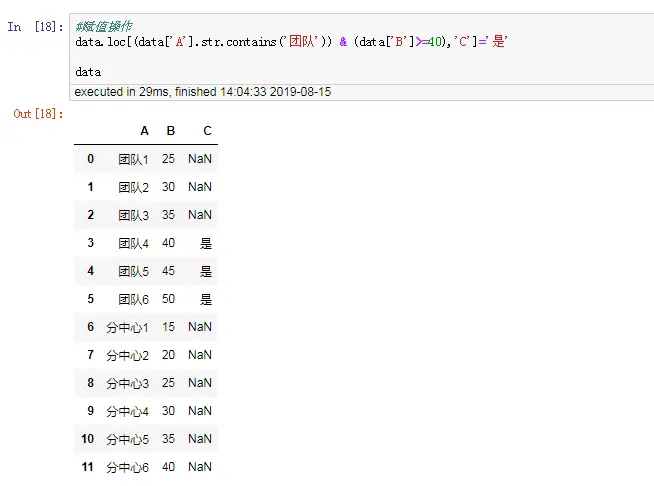 In [18]: #赋值操作
data.loc[(data['A'].str.contains('团队')) & (data['B']>=40),'C']='是'
data
executed in 29ms, finished 14:04:33 2019-08-15
Out[18]:
A B C
0 团队1 25 NaN
1 团队2 30 NaN
2 团队3 35 NaN
3 团队4 40 是
4 团队5 45 是
5 团队6 50 是
6 分中心1 15 NaN
7 分中心2 20 NaN
8 分中心3 25 NaN
9 分中心4 30 NaN
10 分中心5 35 NaN
11 分中心6 40 NaN